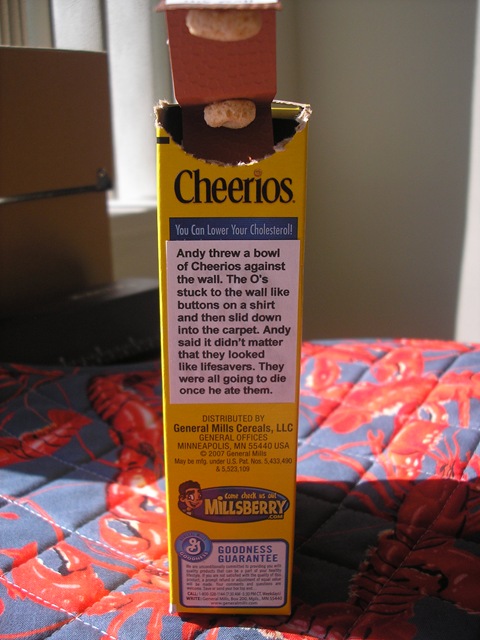 Cheerios
You Can Lower Your Cholesterol!
Andy threw a bowl
of Cheerios against
the wall. The O's
stuck to the wall like
buttons on a shirt
and then slid down
into the carpet. Andy
said it didn't matter
that they looked
like lifesavers. They
were all going to die
once he ate them.
DISTRIBUTED BY
General Mills Cereals, LLC
GENERAL OFFICES
MINNEAPOLIS, MN 55440 USA
© 2007 General Mills
May be mfg. under U.S. Pat. Nos. 5,433,490
& 5,523,109
come check us out
MILLSBERRY
.COM
G
GOODNESS
GOODNESS
GUARANTEE
www.generalmills.com